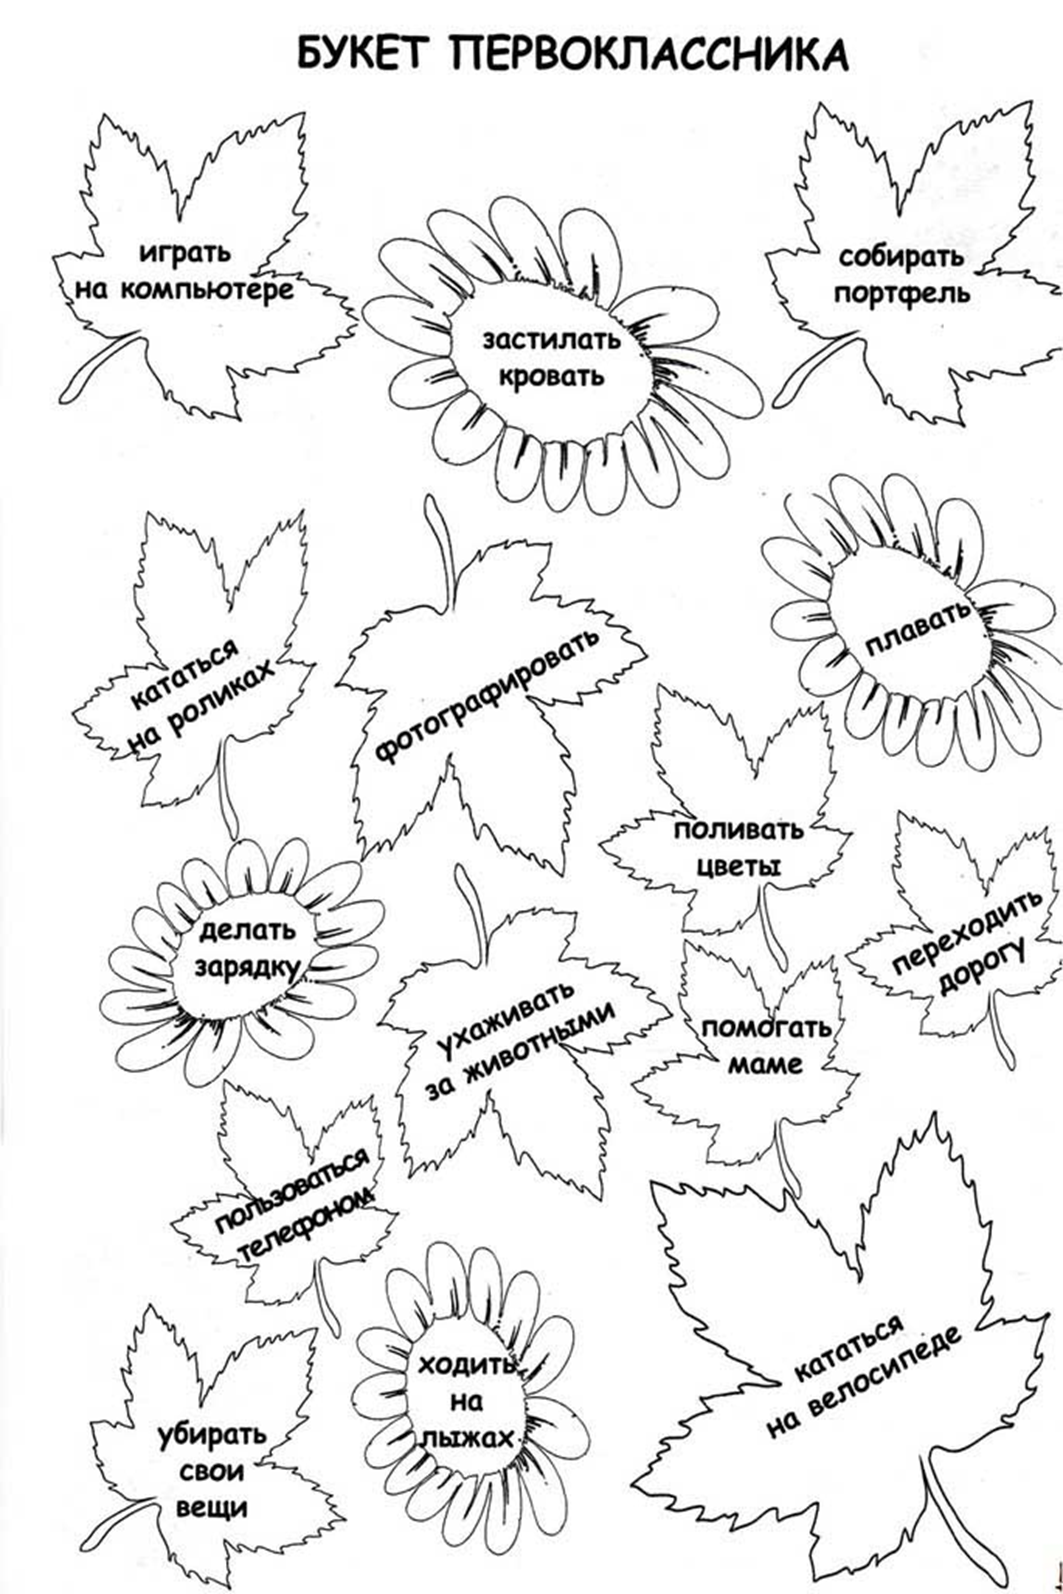 БУКЕТ ПЕРВОКЛАССНИКА
играть
на компьютере
застилать
кровать
собирать
портфель
кататься
на роликах
фотографировать
плавать
поливать
цветы
делать
зарядку
переходить
дорогу
ухаживать
за животными
помогать
маме
пользоваться
телефоном
кататься
на велосипеде
ходить
на
лыжах
убирать
свои
вещи